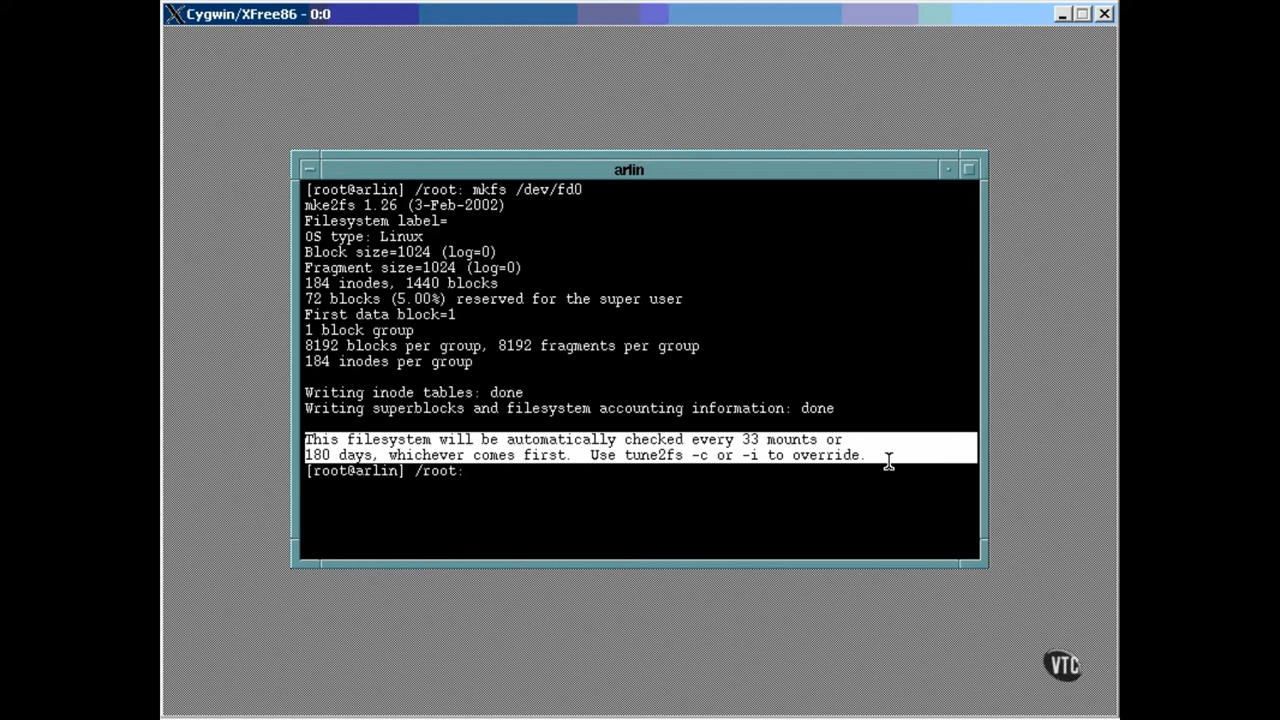 Cygwin/XFree86 - 0:0
arlin
[root@arlin] /root: mkfs /dev/fd0
mke2fs 1.26 (3-Feb-2002)
Filesystem label=
OS type: Linux
Block size=1024 (log=0)
Fragment size=1024 (log=0)
184 inodes, 1440 blocks
72 blocks (5.00%) reserved for the super user
First data block=1
1 block group
8192 blocks per group, 8192 fragments per group
184 inodes per group
Writing inode tables: done
Writing superblocks and filesystem accounting information: done
This filesystem will be automatically checked every 33 mounts or
180 days, whichever comes first.  Use tune2fs -c or -i to override.
[root@arlin] /root:
VTC